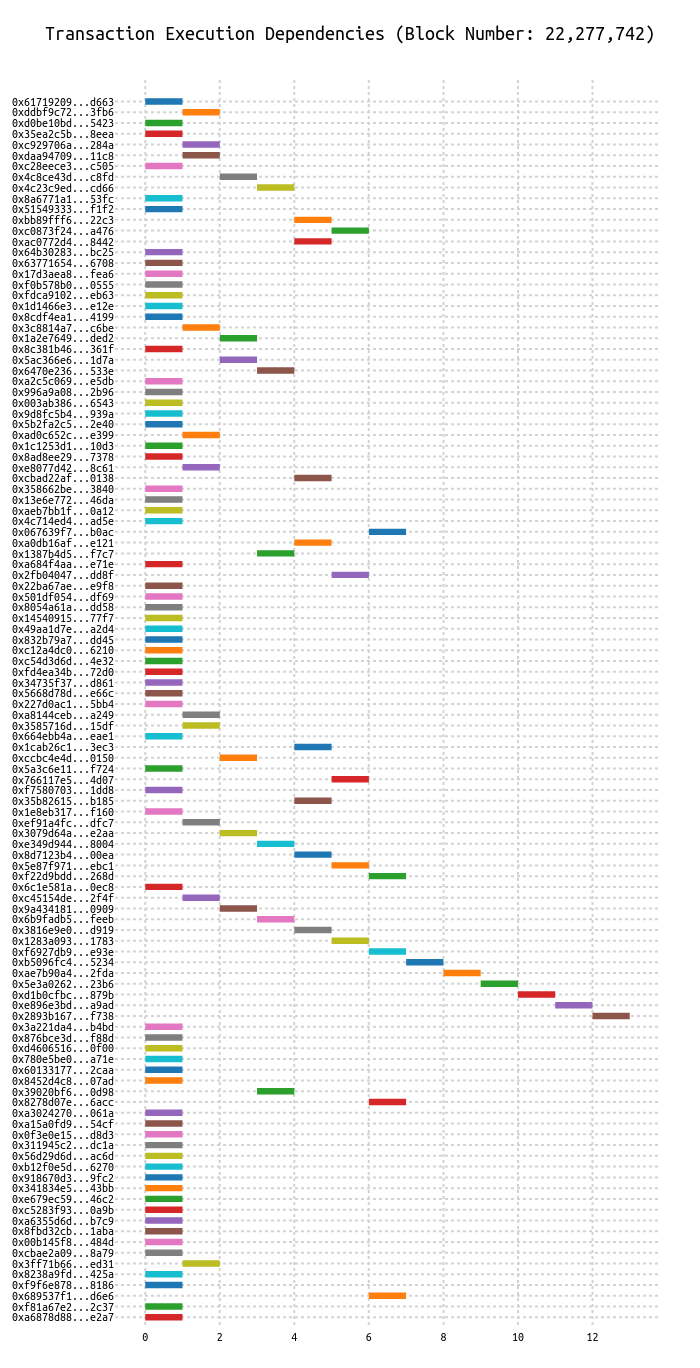 Transaction Execution Dependencies (Block Number: 22,277,742)
0x61719209...d663
0xddbf9c72...3fb6
0xd0be10bd...5423
0x35ea2c5b...8eea
0xc929706a...284a
0xdaa94709...11c8
0xc28eece3...c505
0x4c8ce43d...c8fd
0x4c23c9ed...cd66
0x8a6771a1...53fc
0x51549333...f1f2
0xbb89fff6...22c3
0xc0873f24...a476
0xac0772d4...8442
0x64b30283...bc25
0x63771654...6708
0x17d3aea8...fea6
0xf0b578b0...0555
0xfdca9102...eb63
0x1d1466e3...e12e
0x8cdf4ea1...4199
0x3c8814a7...c6be
0x1a2e7649...ded2
0x8c381b46...361f
0x5ac366e6...1d7a
0x6470e236...533e
0xa2c5c069...e5db
0x996a9a08...2b96
0x003ab386...6543
0x9d8fc5b4...939a
0x5b2fa2c5...2e40
0xad0c652c...e399
0x1c1253d1...10d3
0x8ad8ee29...7378
0xe8077d42...8c61
0xcbad22af...0138
0x358662be...3840
0x13e6e772...46da
0xaeb7bb1f...0a12
0x4c714ed4...ad5e
0x067639f7...b0ac
0xa0db16af...e121
0x1387b4d5...f7c7
0xa684f4aa...e71e
0x2fb04047...dd8f
0x22ba67ae...e9f8
0x501df054...df69
0x8054a61a...dd58
0x14540915...77f7
0x49aa1d7e...a2d4
0x832b79a7...dd45
0xc12a4dc0...6210
0xc54d3d6d...4e32
0xfd4ea34b...72d0
0x34735f37...d861
0x5668d78d...e66c
0x227d0ac1...5bb4
0xa8144ceb...a249
0x3585716d...15df
0x664ebb4a...eae1
0x1cab26c1...3ec3
0xccbc4e4d...0150
0x5a3c6e11...f724
0x766117e5...4d07
0xf7580703...1dd8
0x35b82615...b185
0x1e8eb317...f160
0xef91a4fc...dfc7
0x3079d64a...e2aa
0xe349d944...8004
0x8d7123b4...00ea
0x5e87f971...ebc1
0xf22d9bdd...268d
0x6c1e581a...0ec8
0xc45154de...2f4f
0x9a434181...0909
0x6b9fadb5...feeb
0x3816e9e0...d919
0x1283a093...1783
0xf6927db9...e93e
0xb5096fc4...5234
0xae7b90a4...2fda
0x5e3a0262...23b6
0xd1b0cfbc...879b
0xe896e3bd...a9ad
0x2893b167...f738
0x3a221da4...b4bd
0x876bce3d...f88d
0xd4606516...0f00
0x780e5be0...a71e
0x60133177...2caa
0x8452d4c8...07ad
0x39020bf6...0d98
0x8278d07e...6acc
0xa3024270...061a
0xa15a0fd9...54cf
0x0f3e0e15...d8d3
0x311945c2...dc1a
0x56d29d6d...ac6d
0xb12f0e5d...6270
0x918670d3...9fc2
0x341834e5...43bb
0xe679ec59...46c2
0xc5283f93...0a9b
0xa6355d6d...b7c9
0x8fbd32cb...1aba
0x00b145f8...484d
0xcbae2a09...8a79
0x3ff71b66...ed31
0x8238a9fd...425a
0xf9f6e878...8186
0x689537f1...d6e6
0xf81a67e2...2c37
0xa6878d88...e2a7
0 2 4 6 8 10 12